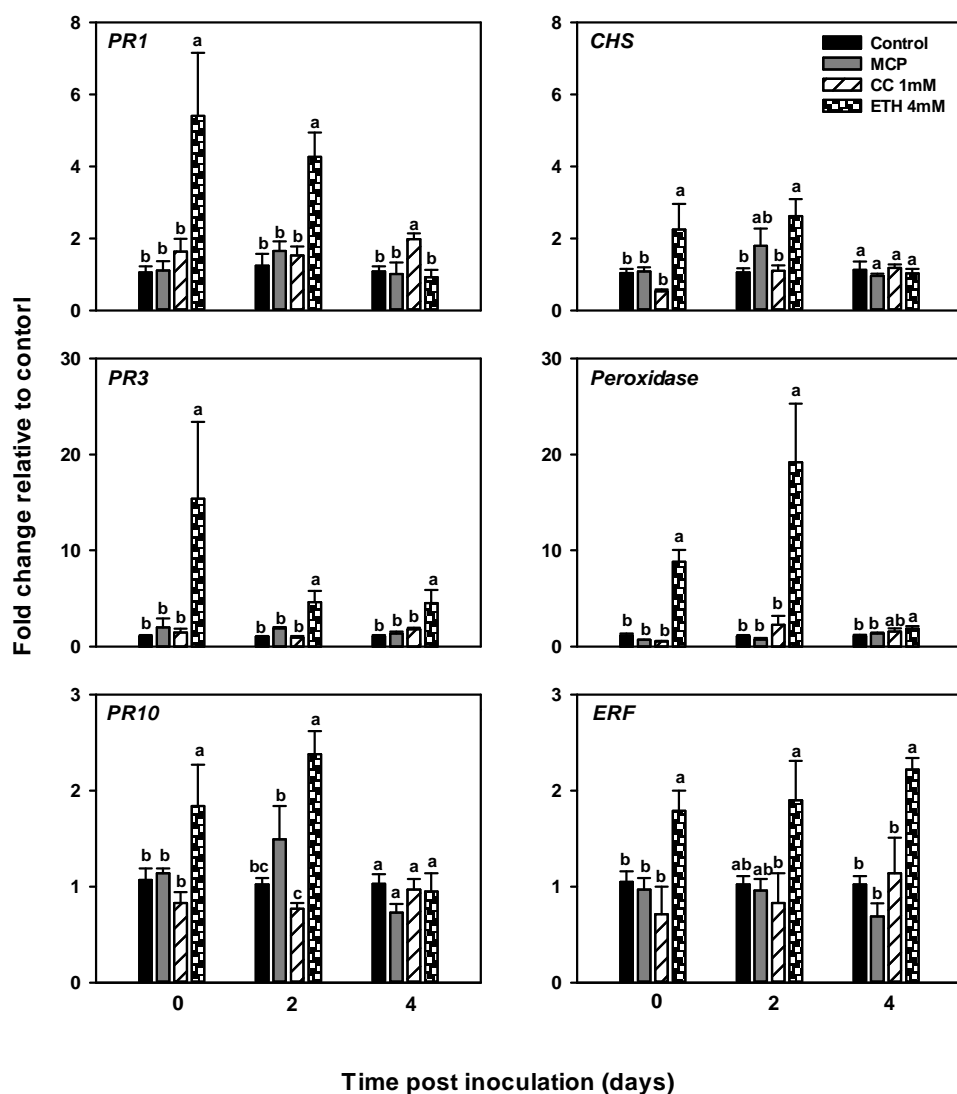 Fold change relative to contorl
8
6
4
2
0
PR1
b b b a
b b b a
b b a b
CHS
Control
MCP
CC 1mM
ETH 4mM
8
6
4
2
0
b b b a
b ab b a
a a a a
30
20
10
0
PR3
b b b a
b b b a
b b b a
30
20
10
0
Peroxidase
b b b a
b b b a
b b ab a
3
2
1
0
PR10
b b b a
bc b c a
a a a a
0 2 4
3
2
1
0
ERF
b b b a
ab ab b a
b b b a
0 2 4
Time post inoculation (days)